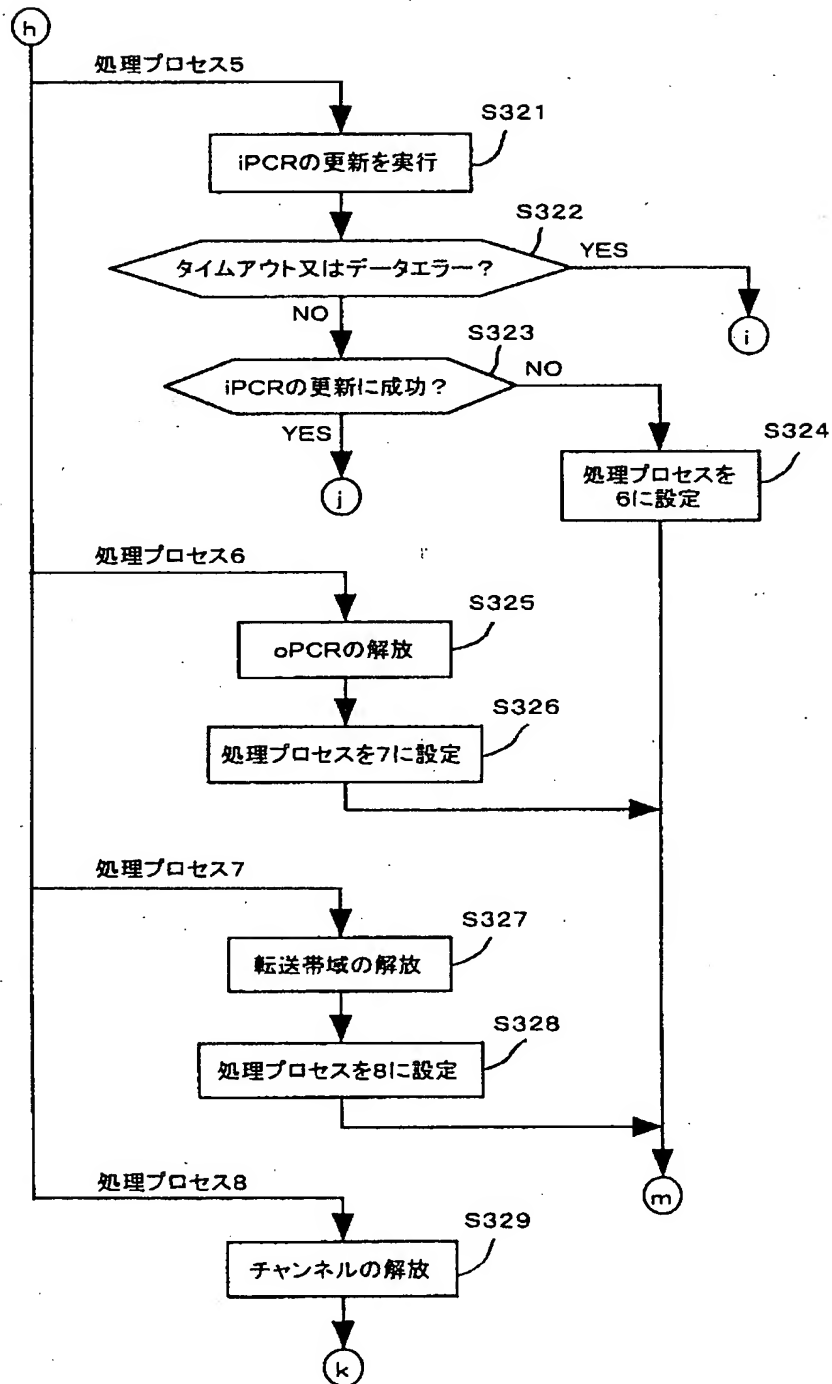 h
処理プロセス5
S321
iPCRの更新を実行
S322
タイムアウト又はデータエラー?
YES
NO
i
S323
iPCRの更新に成功?
NO
YES
S324
j
処理プロセスを
6に設定
処理プロセス6
S325
oPCRの解放
S326
処理プロセスを7に設定
処理プロセス7
S327
転送帯域の解放
S328
処理プロセスを8に設定
処理プロセス8
m
S329
チャンネルの解放
k